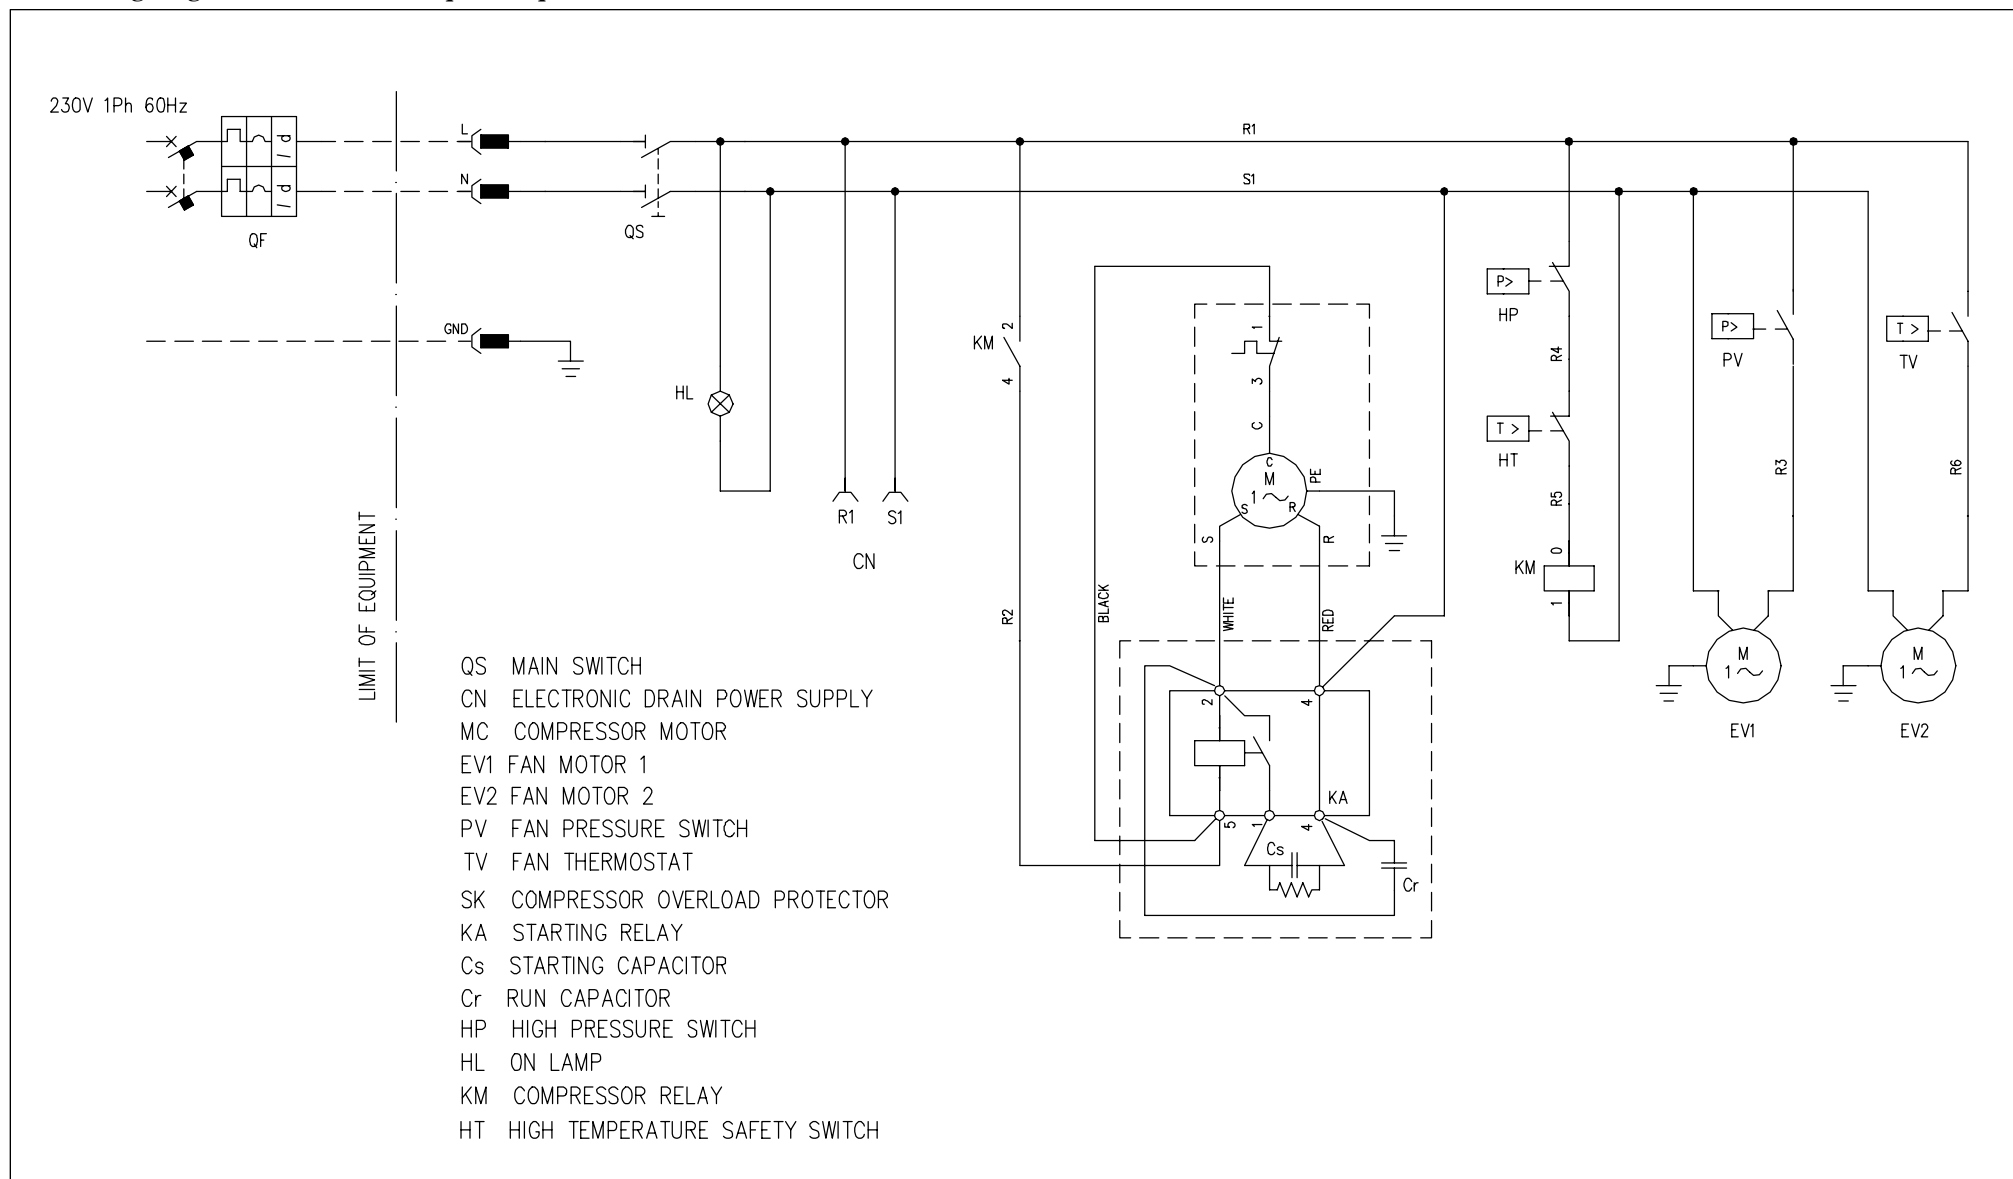 230V 1Ph 60Hz
L
N
GND
QF
QS
I d
I d
LIMIT OF EQUIPMENT
R1
S1
HL
R1
S1
CN
KM
2
4
R2
BLACK
1
3
C
C
M
1
S
R
PE
S
R
WHITE
RED
2
4
KA
5
1
4
Cs
Cr
P>
HP
R4
T >
HT
R5
KM
0
1
P>
PV
R3
T >
TV
R6
M
1
EV1
M
1
EV2
QS MAIN SWITCH
CN ELECTRONIC DRAIN POWER SUPPLY
MC COMPRESSOR MOTOR
EV1 FAN MOTOR 1
EV2 FAN MOTOR 2
PV FAN PRESSURE SWITCH
TV FAN THERMOSTAT
SK COMPRESSOR OVERLOAD PROTECTOR
KA STARTING RELAY
Cs STARTING CAPACITOR
Cr RUN CAPACITOR
HP HIGH PRESSURE SWITCH
HL ON LAMP
KM COMPRESSOR RELAY
HT HIGH TEMPERATURE SAFETY SWITCH